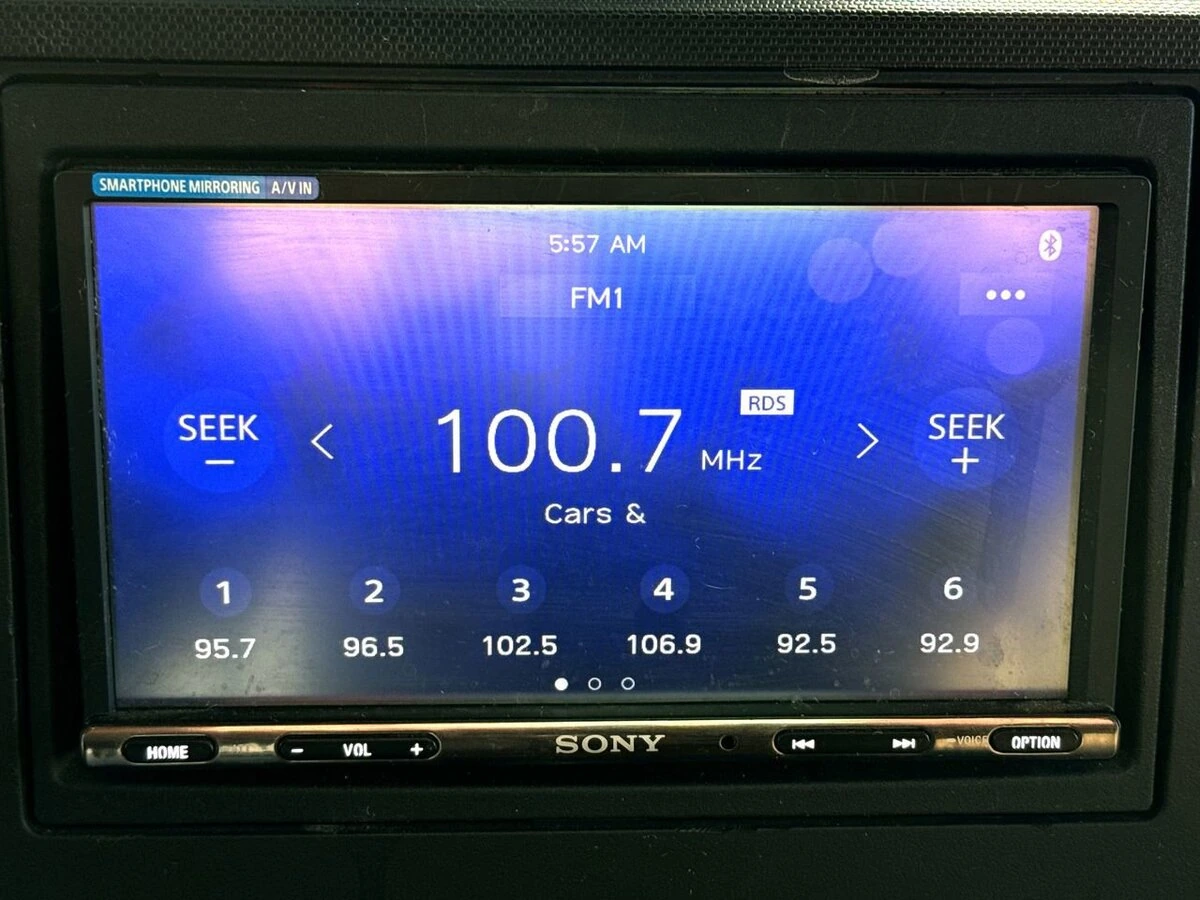 SMARTPHONE MIRRORING A/V IN
5:57 AM
FM1
•••
RDS
SEEK − < 100.7 MHz > SEEK +
Cars &
1 2 3 4 5 6
95.7 96.5 102.5 106.9 92.5 92.9
HOME − VOL + SONY VOICE OPTION